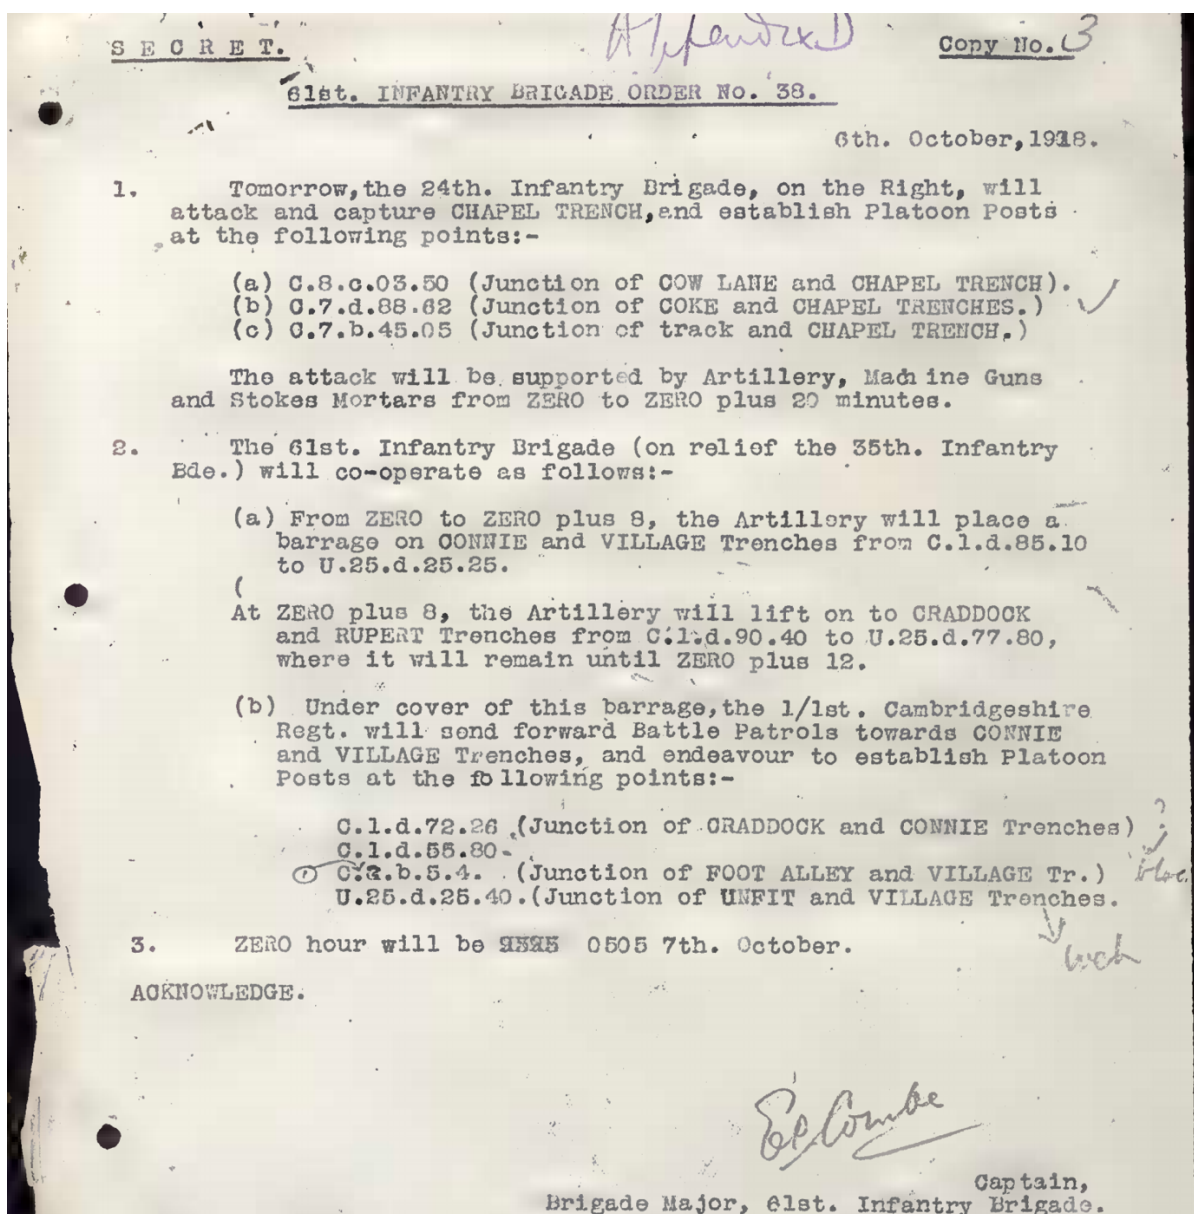 Appendix D
S E C R E T.
Copy No. 3
61st. INFANTRY BRIGADE ORDER No. 38.
6th. October,1918.
1. Tomorrow,the 24th. Infantry Brigade, on the Right, will
attack and capture CHAPEL TRENCH,and establish Platoon Posts
at the following points:-
(a) C.8.c.03.50 (Junction of COW LANE and CHAPEL TRENCH).
(b) C.7.d.88.62 (Junction of COKE and CHAPEL TRENCHES.)
(c) C.7.b.45.05 (Junction of track and CHAPEL TRENCH.)
The attack will be supported by Artillery, Machine Guns
and Stokes Mortars from ZERO to ZERO plus 20 minutes.
2. The 61st. Infantry Brigade (on relief the 35th. Infantry
Bde.) will co-operate as follows:-
(a) From ZERO to ZERO plus 8, the Artillery will place a
barrage on CONNIE and VILLAGE Trenches from C.1.d.85.10
to U.25.d.25.25.
(
At ZERO plus 8, the Artillery will lift on to CRADDOCK
and RUPERT Trenches from C.1.d.90.40 to U.25.d.77.80,
where it will remain until ZERO plus 12.
(b) Under cover of this barrage,the 1/1st. Cambridgeshire
Regt. will send forward Battle Patrols towards CONNIE
and VILLAGE Trenches, and endeavour to establish Platoon
Posts at the following points:-
C.1.d.72.26 (Junction of CRADDOCK and CONNIE Trenches) ?
C.1.d.55.80-
b.5.4. (Junction of FOOT ALLEY and VILLAGE Tr.)
U.25.d.25.40.(Junction of UNFIT and VILLAGE Trenches.
3. ZERO hour will be 0505 7th. October.
ACKNOWLEDGE.
Captain,
Brigade Major, 61st. Infantry Brigade.